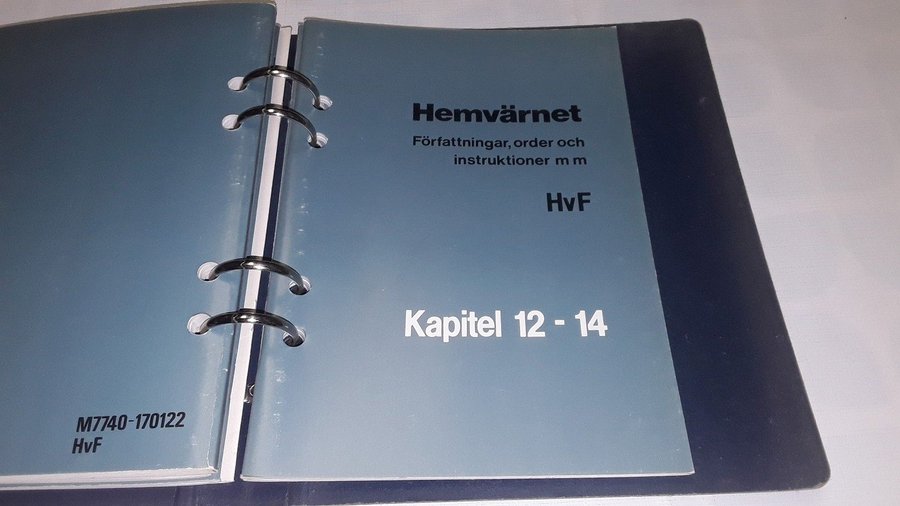 M7740-170122
HvF
Hemvärnet
Författningar, order och
instruktioner m m
HvF
Kapitel 12 - 14